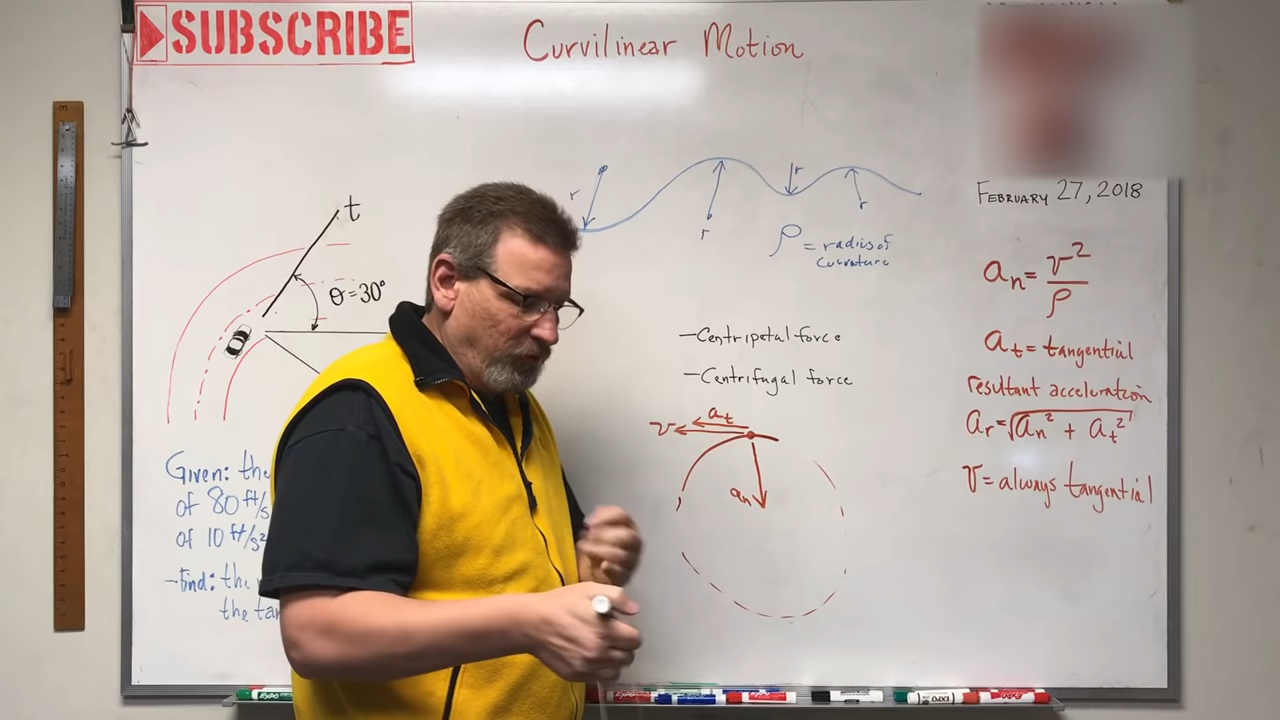 SUBSCRIBE
Curvilinear Motion
FEBRUARY 27, 2018
r
r
r
r
ρ = radius of
curvature
t
θ = 30°
an = v²/ρ
at = tangential
resultant acceleration
ar = √an² + at²
v = always tangential
- Centripetal force
- Centrifugal force
v
at
an
Given: the
of 80 ft/s
of 10 ft/s²
- Find: the
the tan
EXPO
EXPO